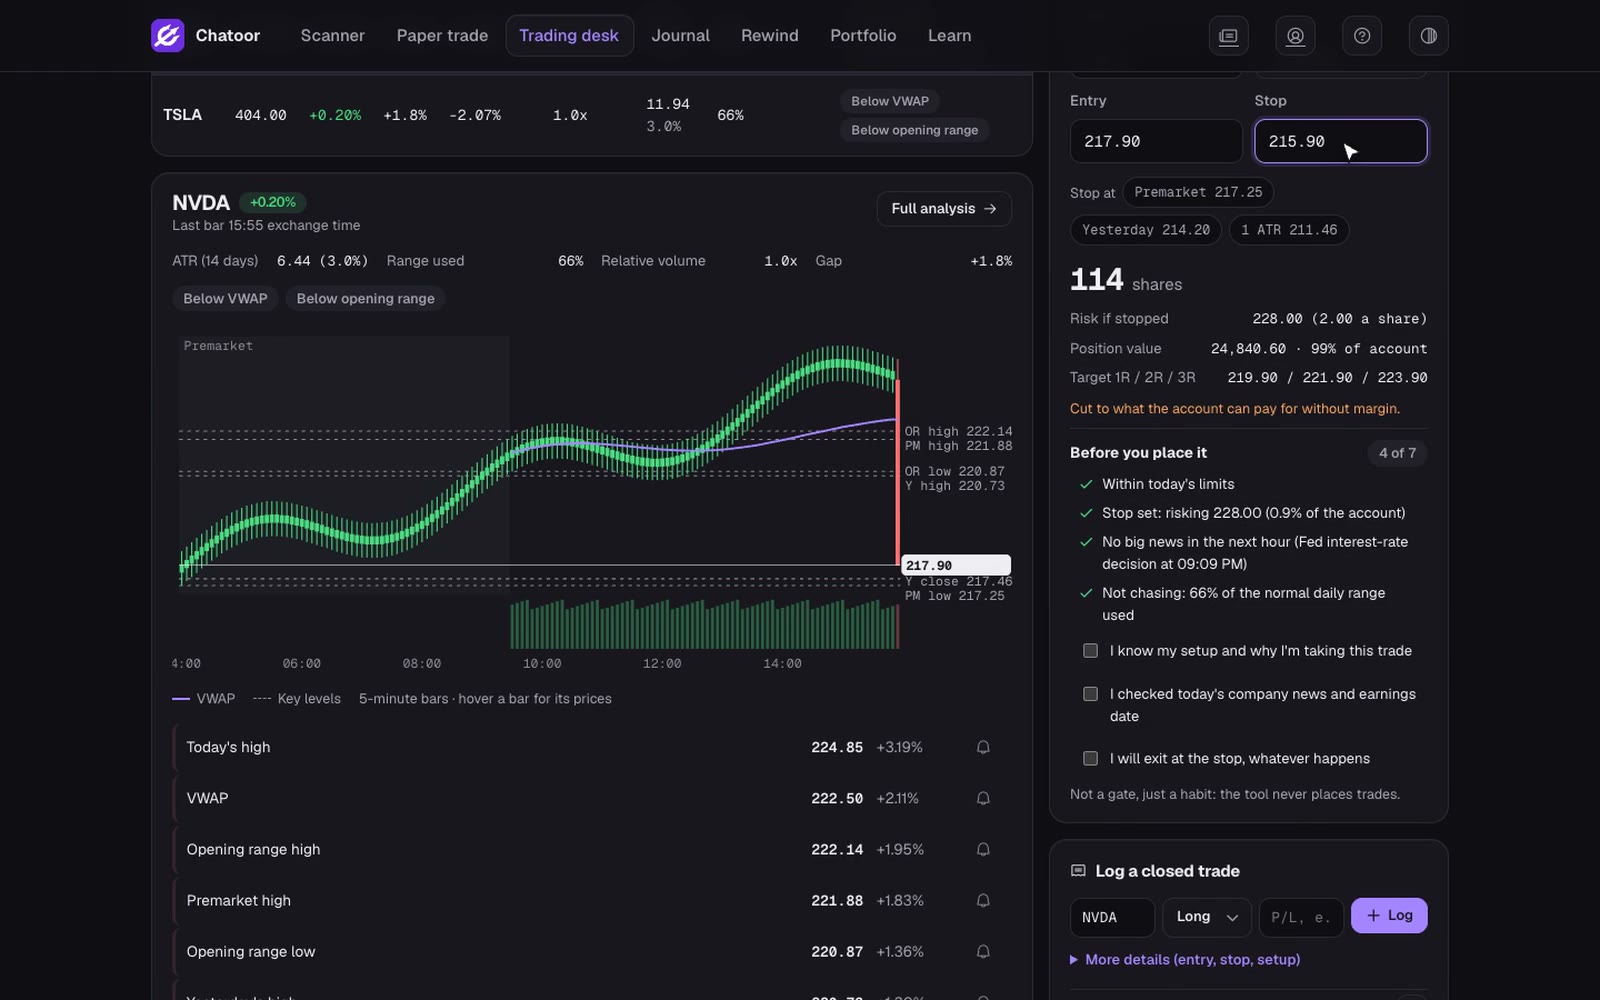 Chatoor
Scanner
Paper trade
Trading desk
Journal
Rewind
Portfolio
Learn
TSLA 404.00 +0.20% +1.8% -2.07% 1.0x 11.94 66%
3.0%
Below VWAP
Below opening range
NVDA +0.20%
Last bar 15:55 exchange time
Full analysis →
ATR (14 days) 6.44 (3.0%) Range used 66% Relative volume 1.0x Gap +1.8%
Below VWAP Below opening range
Premarket
OR high 222.14
PM high 221.88
OR low 220.87
Y high 220.73
217.90
Y close 217.46
PM low 217.25
4:00 06:00 08:00 10:00 12:00 14:00
VWAP Key levels 5-minute bars · hover a bar for its prices
Today's high 224.85 +3.19%
VWAP 222.50 +2.11%
Opening range high 222.14 +1.95%
Premarket high 221.88 +1.83%
Opening range low 220.87 +1.36%
Entry Stop
217.90 215.90
Stop at Premarket 217.25
Yesterday 214.20 1 ATR 211.46
114 shares
Risk if stopped 228.00 (2.00 a share)
Position value 24,840.60 · 99% of account
Target 1R / 2R / 3R 219.90 / 221.90 / 223.90
Cut to what the account can pay for without margin.
Before you place it 4 of 7
Within today's limits
Stop set: risking 228.00 (0.9% of the account)
No big news in the next hour (Fed interest-rate
decision at 09:09 PM)
Not chasing: 66% of the normal daily range
used
I know my setup and why I'm taking this trade
I checked today's company news and earnings
date
I will exit at the stop, whatever happens
Not a gate, just a habit: the tool never places trades.
Log a closed trade
NVDA Long P/L, e. + Log
More details (entry, stop, setup)